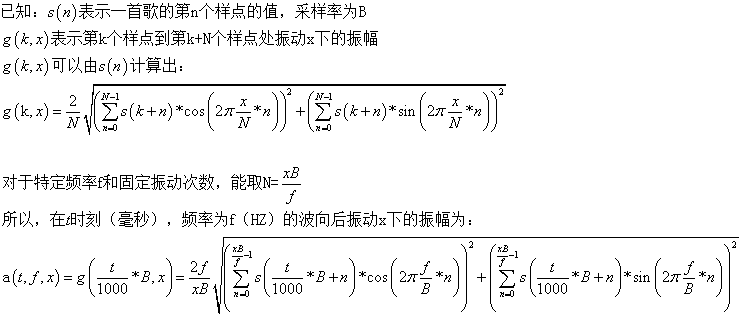 已知：s(n)表示一首歌的第n个样点的值，采样率为B
g(k,x)表示第k个样点到第k+N个样点处振动x下的振幅
g(k,x)可以由s(n)计算出：
g(k,x)=\frac{2}{N}\sqrt{\left(\sum_{n=0}^{N-1}s(k+n)*\cos\left(2\pi\frac{x}{N}*n\right)\right)^2+\left(\sum_{n=0}^{N-1}s(k+n)*\sin\left(2\pi\frac{x}{N}*n\right)\right)^2}
对于特定频率f和固定振动次数，能取N=\frac{xB}{f}
所以，在t时刻（毫秒），频率为f（HZ）的波向后振动x下的振幅为：
a(t,f,x)=g\left(\frac{t}{1000}*B,x\right)=\frac{2f}{xB}\sqrt{\left(\sum_{n=0}^{\frac{xB}{f}-1}s\left(\frac{t}{1000}*B+n\right)*\cos\left(2\pi\frac{f}{B}*n\right)\right)^2+\left(\sum_{n=0}^{\frac{xB}{f}-1}s\left(\frac{t}{1000}*B+n\right)*\sin\left(2\pi\frac{f}{B}*n\right)\right)^2}